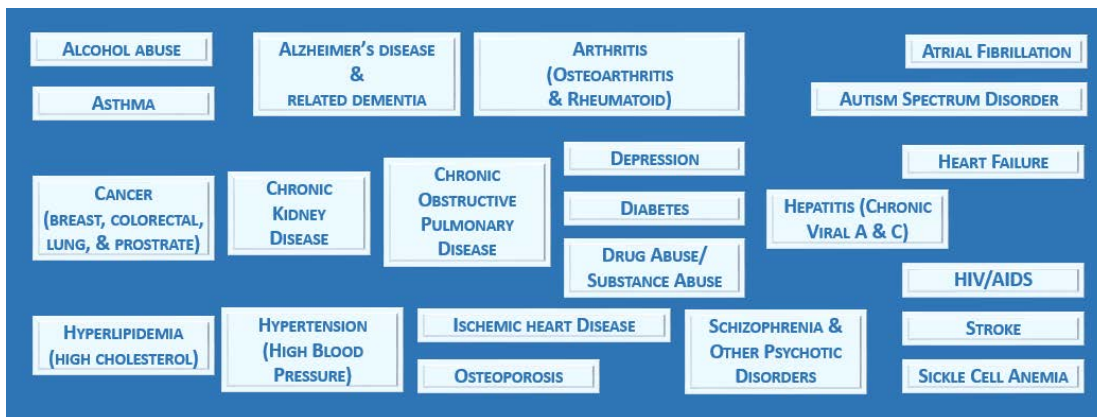 Alcohol abuse
Asthma
Alzheimer's disease
&
related dementia
Arthritis
(Osteoarthritis
& Rheumatoid)
Atrial Fibrillation
Autism Spectrum Disorder
Cancer
(breast, colorectal,
lung, & prostrate)
Chronic
Kidney
Disease
Chronic
Obstructive
Pulmonary
Disease
Depression
Diabetes
Drug Abuse/
Substance Abuse
Hepatitis (Chronic
Viral A & C)
Heart Failure
HIV/AIDS
Stroke
Sickle Cell Anemia
Hyperlipidemia
(high cholesterol)
Hypertension
(High Blood
Pressure)
Ischemic heart Disease
Osteoporosis
Schizophrenia &
Other Psychotic
Disorders